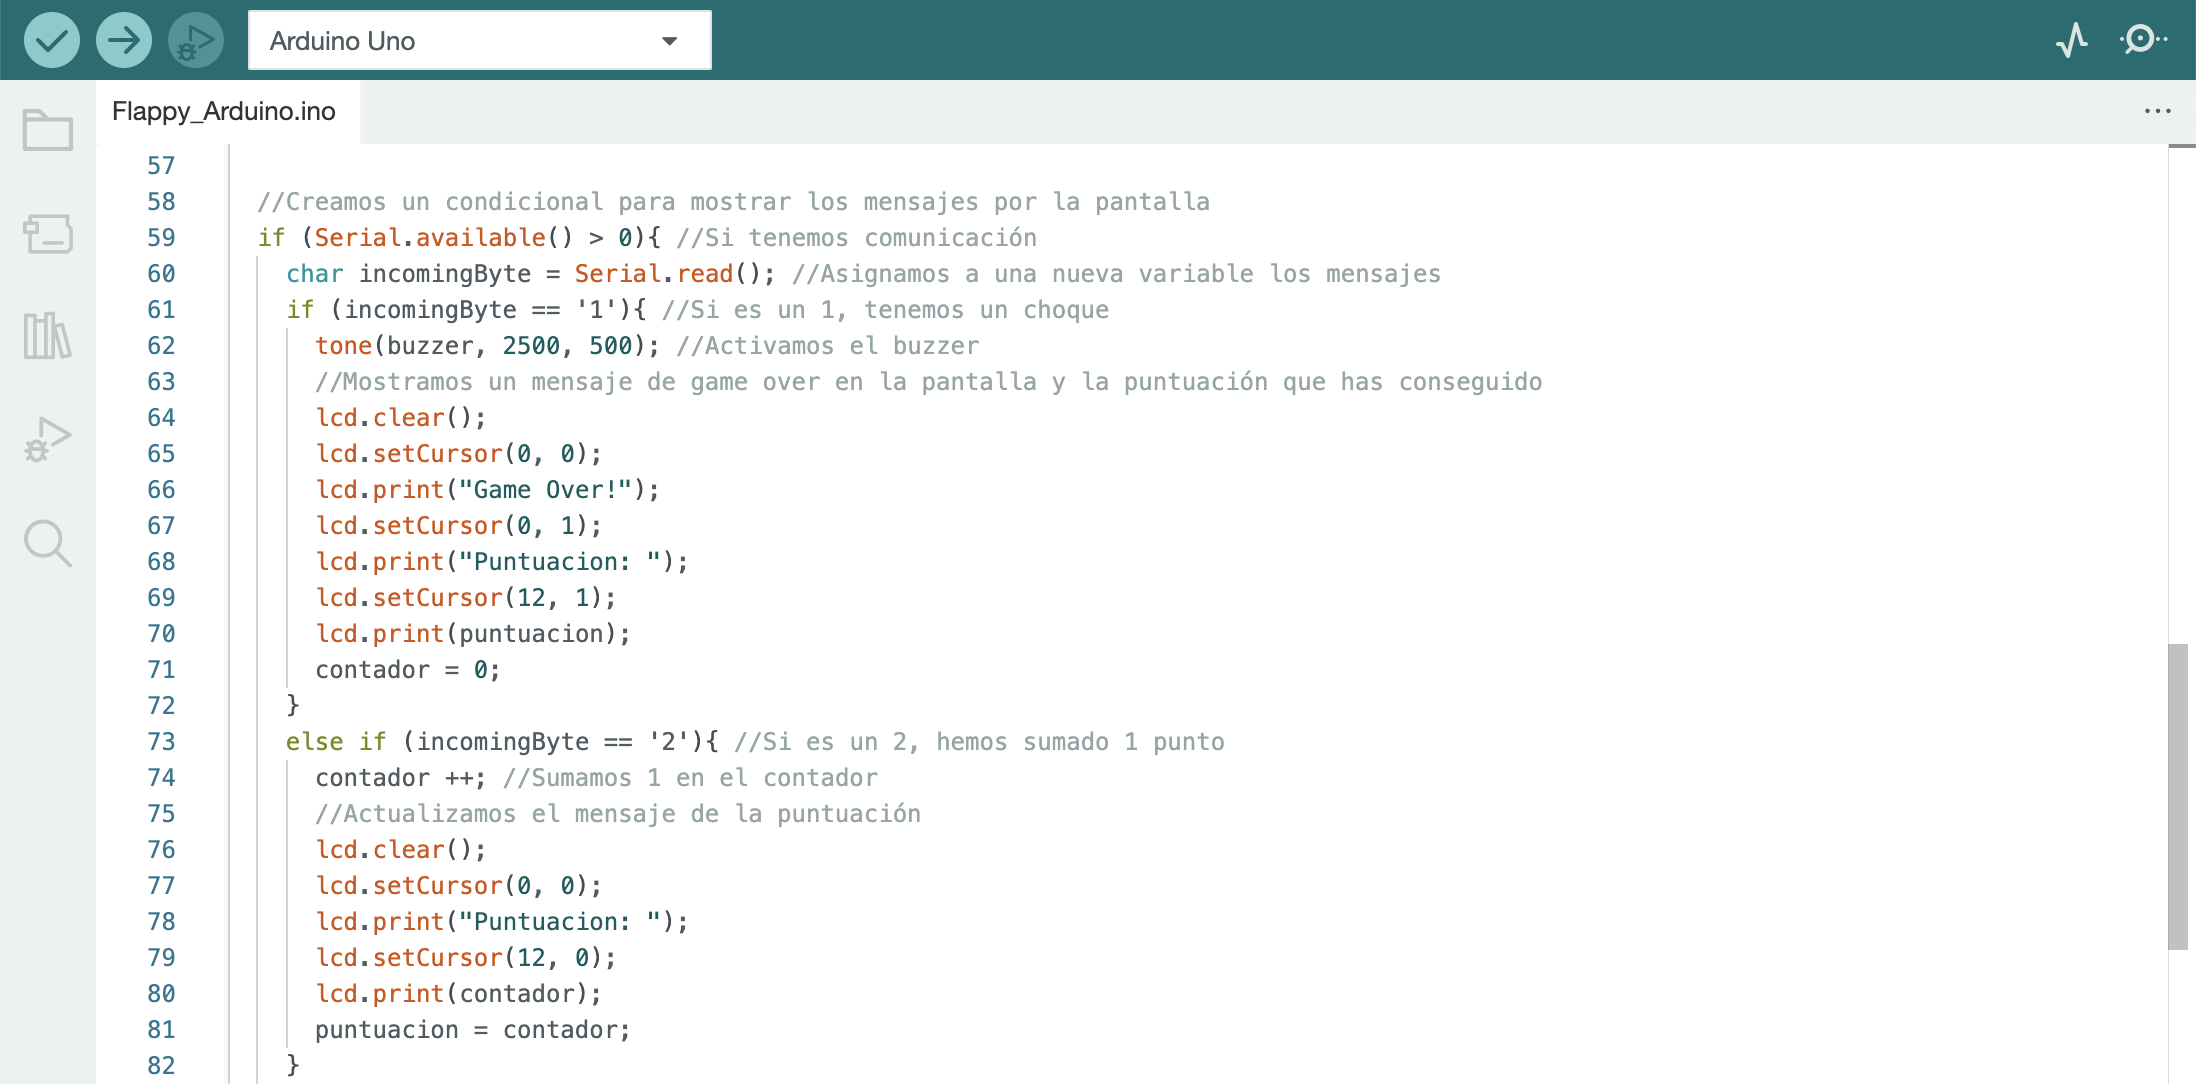 Arduino Uno
Flappy_Arduino.ino
57
58 //Creamos un condicional para mostrar los mensajes por la pantalla
59 if (Serial.available() > 0){ //Si tenemos comunicación
60 char incomingByte = Serial.read(); //Asignamos a una nueva variable los mensajes
61 if (incomingByte == '1'){ //Si es un 1, tenemos un choque
62 tone(buzzer, 2500, 500); //Activamos el buzzer
63 //Mostramos un mensaje de game over en la pantalla y la puntuación que has conseguido
64 lcd.clear();
65 lcd.setCursor(0, 0);
66 lcd.print("Game Over!");
67 lcd.setCursor(0, 1);
68 lcd.print("Puntuacion: ");
69 lcd.setCursor(12, 1);
70 lcd.print(puntuacion);
71 contador = 0;
72 }
73 else if (incomingByte == '2'){ //Si es un 2, hemos sumado 1 punto
74 contador ++; //Sumamos 1 en el contador
75 //Actualizamos el mensaje de la puntuación
76 lcd.clear();
77 lcd.setCursor(0, 0);
78 lcd.print("Puntuacion: ");
79 lcd.setCursor(12, 0);
80 lcd.print(contador);
81 puntuacion = contador;
82 }